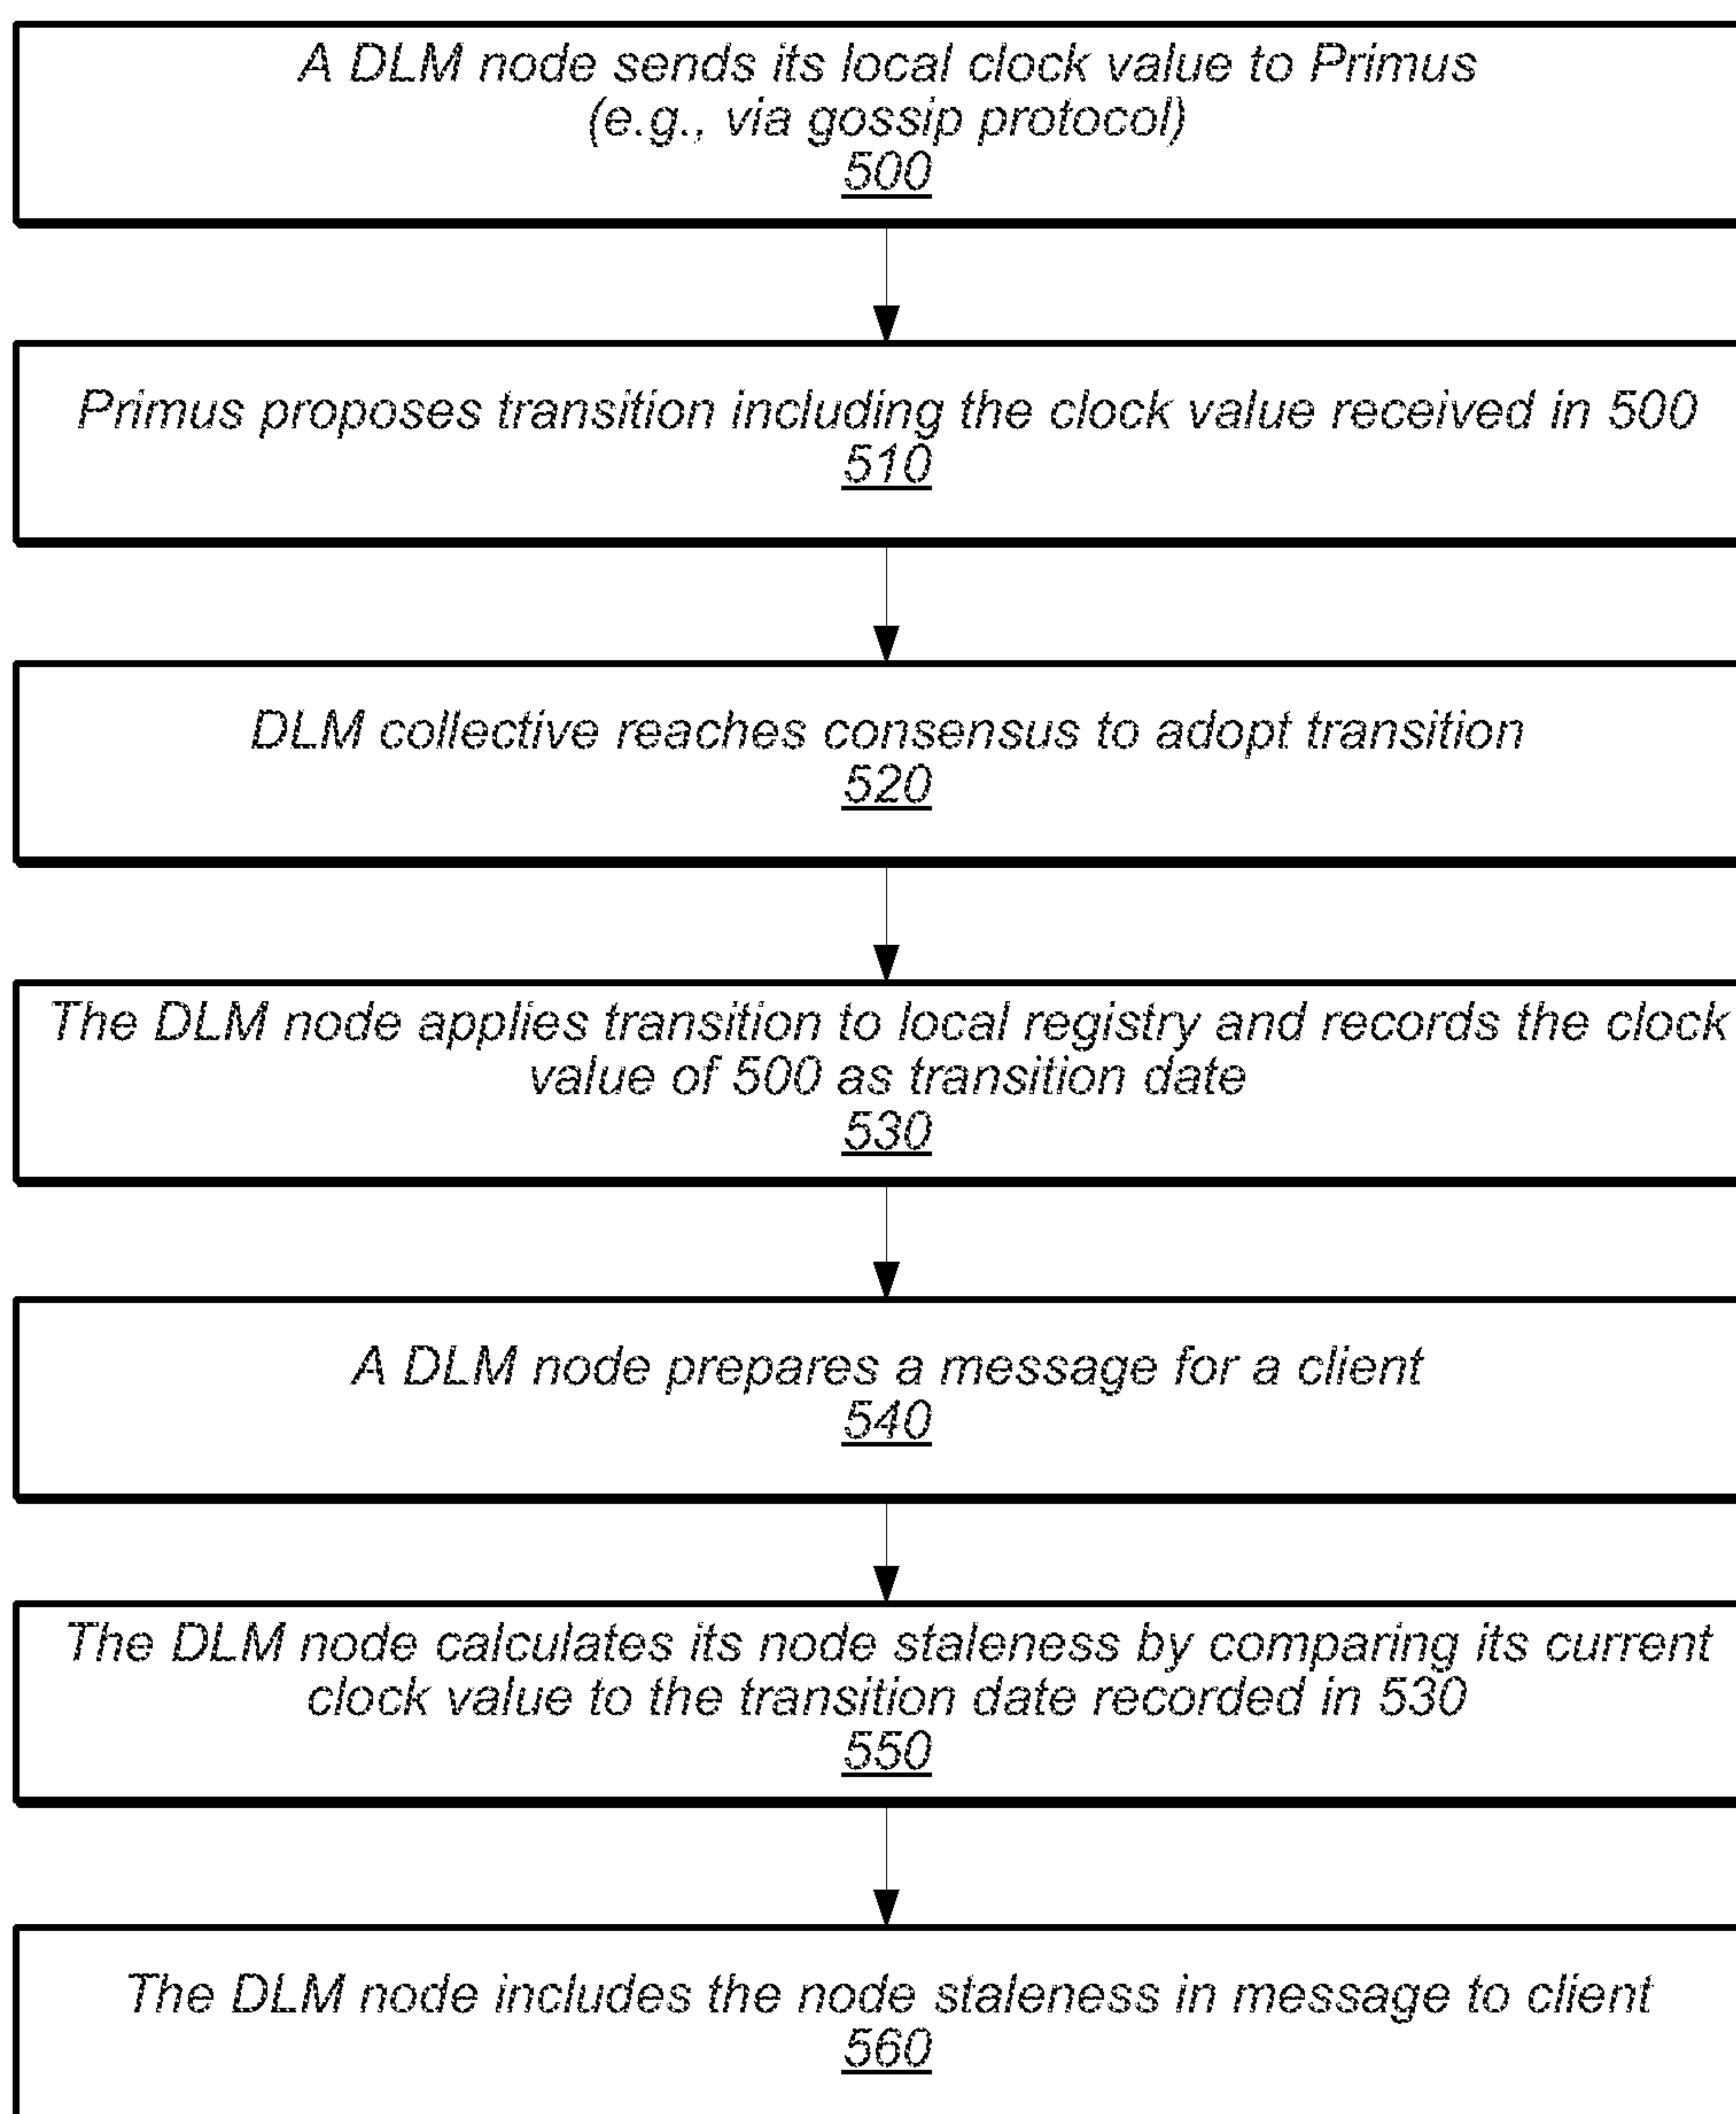 A DLM node sends its local clock value to Primus
(e.g., via gossip protocol)
500
Primus proposes transition including the clock value received in 500
510
DLM collective reaches consensus to adopt transition
520
The DLM node applies transition to local registry and records the clock
value of 500 as transition date
530
A DLM node prepares a message for a client
540
The DLM node calculates its node staleness by comparing its current
clock value to the transition date recorded in 530
550
The DLM node includes the node staleness in message to client
560